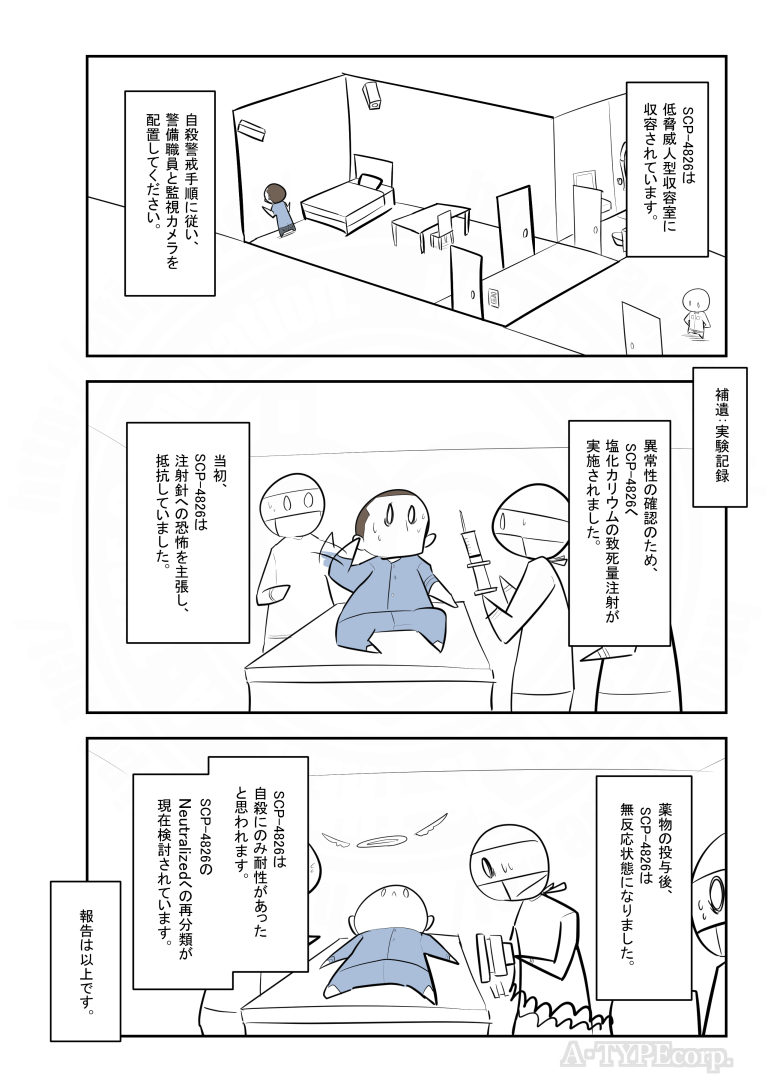 SCP-4826は
低脅威人型収容室に
収容されています。
自殺警戒手順に従い、
警備職員と監視カメラを
配置してください。
補遺:実験記録
異常性の確認のため、
SCP-4826へ
塩化カリウムの致死量注射が
実施されました。
当初、
SCP-4826は
注射針への恐怖を主張し、
抵抗していました。
薬物の投与後、
SCP-4826は
無反応状態になりました。
SCP-4826は
自殺にのみ耐性があった
と思われます。
SCP-4826の
Neutralizedへの再分類が
現在検討されています。
報告は以上です。
A-TYPEcorp.